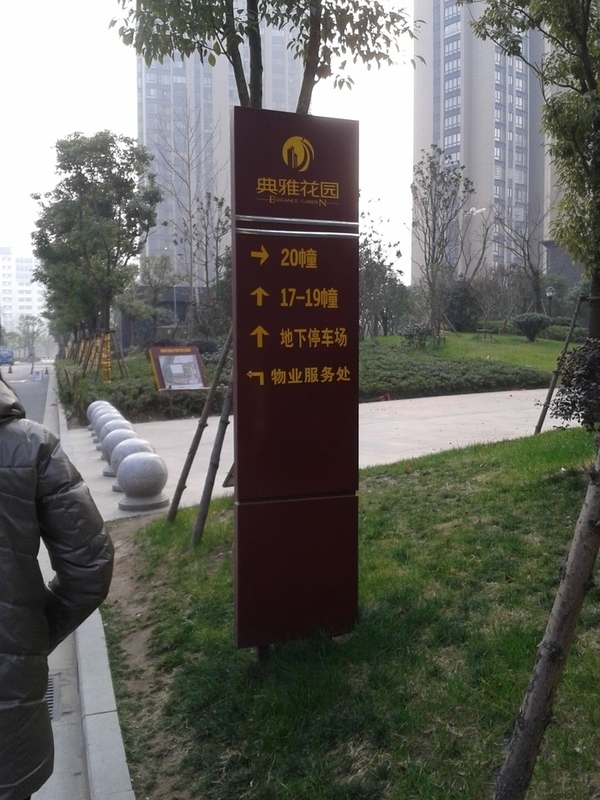 典雅花园
ELEGANCE GARDEN
→ 20幢
↑ 17-19幢
↑ 地下停车场
↰ 物业服务处